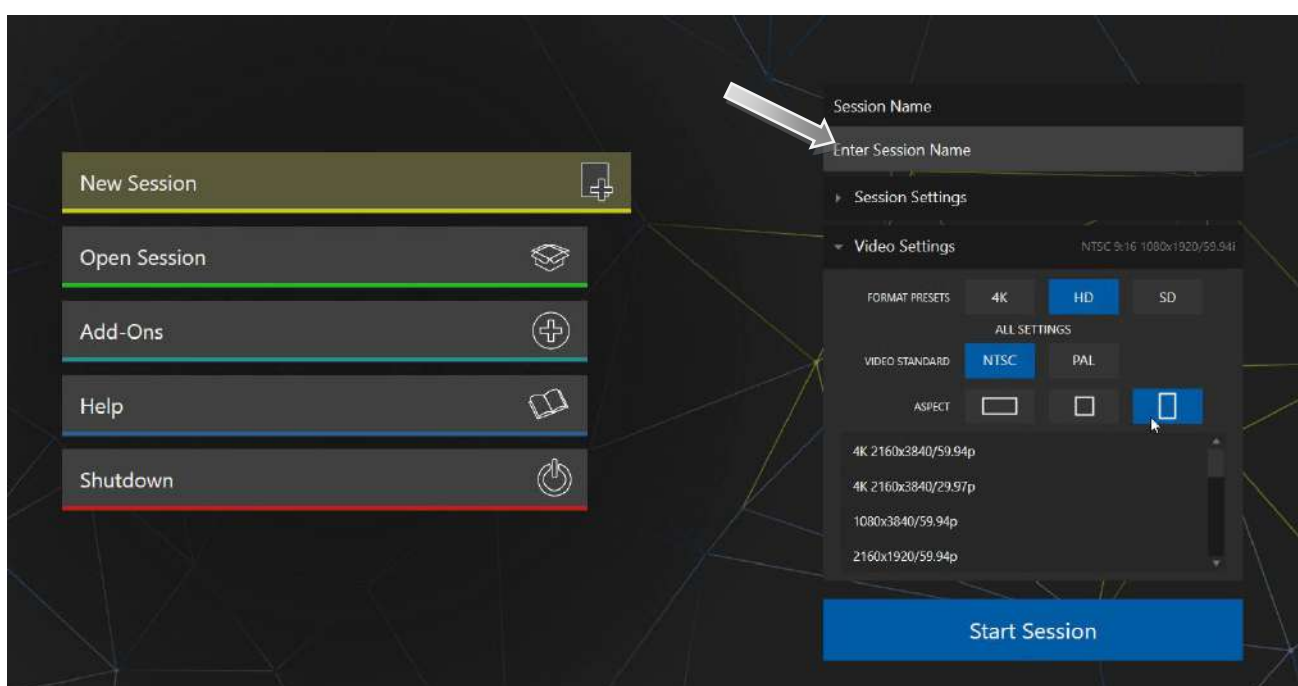 New Session
Open Session
Add-Ons
Help
Shutdown
Session Name
Enter Session Name
Session Settings
Video Settings NTSC 9:16 1080x1920/59.94i
FORMAT PRESETS 4K HD SD
ALL SETTINGS
VIDEO STANDARD NTSC PAL
ASPECT
4K 2160x3840/59.94p
4K 2160x3840/29.97p
1080x3840/59.94p
2160x1920/59.94p
Start Session